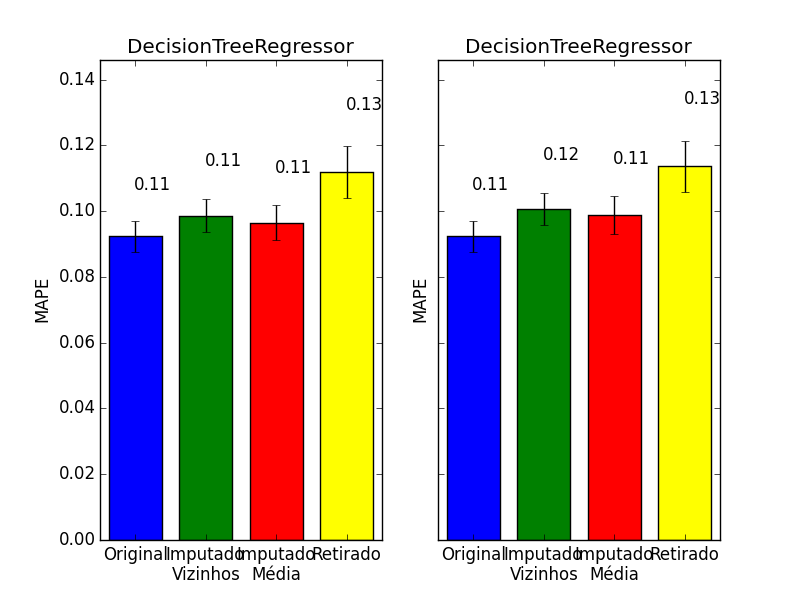 DecisionTreeRegressor
0.14
0.12
0.10
0.08
0.06
0.04
0.02
0.00
MAPE
0.11
0.11
0.11
0.13
Original Imputado Imputado Retirado
Vizinhos Média
DecisionTreeRegressor
MAPE
0.11
0.12
0.11
0.13
Original Imputado Imputado Retirado
Vizinhos Média